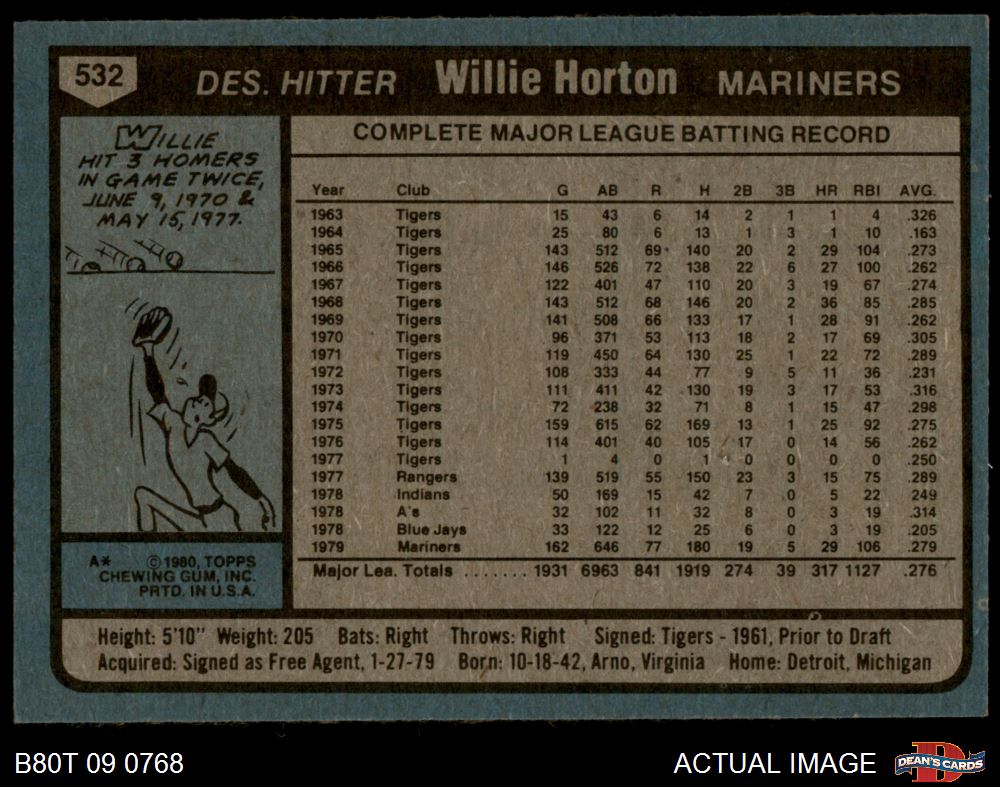 532 DES. HITTER Willie Horton MARINERS
WILLIE
HIT 3 HOMERS
IN GAME TWICE,
JUNE 9, 1970 &
MAY 15, 1977.
COMPLETE MAJOR LEAGUE BATTING RECORD
Year Club G AB R H 2B 3B HR RBI AVG.
1963 Tigers 15 43 6 14 2 1 1 4 .326
1964 Tigers 25 80 6 13 1 3 1 10 .163
1965 Tigers 143 512 69 140 20 2 29 104 .273
1966 Tigers 146 526 72 138 22 6 27 100 .262
1967 Tigers 122 401 47 110 20 3 19 67 .274
1968 Tigers 143 512 68 146 20 2 36 85 .285
1969 Tigers 141 508 66 133 17 1 28 91 .262
1970 Tigers 96 371 53 113 18 2 17 69 .305
1971 Tigers 119 450 64 130 25 1 22 72 .289
1972 Tigers 108 333 44 77 9 5 11 36 .231
1973 Tigers 111 411 42 130 19 3 17 53 .316
1974 Tigers 72 238 32 71 8 1 15 47 .298
1975 Tigers 159 615 62 169 13 1 25 92 .275
1976 Tigers 114 401 40 105 17 0 14 56 .262
1977 Tigers 1 4 0 1 0 0 0 0 .250
1977 Rangers 139 519 55 150 23 3 15 75 .289
1978 Indians 50 169 15 42 7 0 5 22 249
1978 A's 32 102 11 32 8 0 3 19 .314
1978 Blue Jays 33 122 12 25 6 0 3 19 .205
1979 Mariners 162 646 77 180 19 5 29 106 .279
Major Lea. Totals ........ 1931 6963 841 1919 274 39 317 1127 .276
A* ©1980, TOPPS
CHEWING GUM, INC.
PRTD. IN U.S.A.
Height: 5'10" Weight: 205 Bats: Right Throws: Right Signed: Tigers - 1961, Prior to Draft
Acquired: Signed as Free Agent, 1-27-79 Born: 10-18-42, Arno, Virginia Home: Detroit, Michigan
B80T 09 0768 ACTUAL IMAGE D DEAN'S CARDS